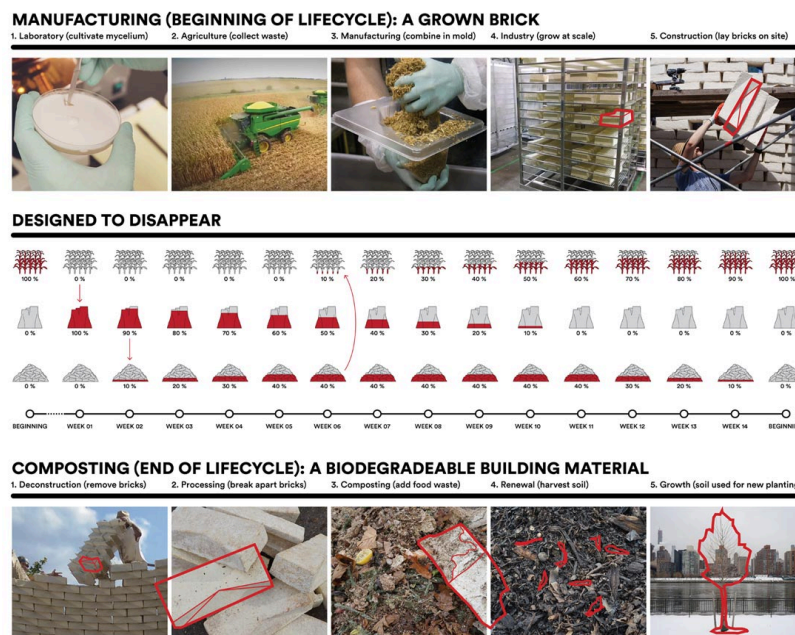 MANUFACTURING (BEGINNING OF LIFECYCLE): A GROWN BRICK
1. Laboratory (cultivate mycelium) 2. Agriculture (collect waste) 3. Manufacturing (combine in mold) 4. Industry (grow at scale) 5. Construction (lay bricks on site)
DESIGNED TO DISAPPEAR
100 % 0 % 0 % 0 % 0 % 0 % 10 % 20 % 30 % 40 % 50 % 60 % 70 % 80 % 90 % 100 %
0 % 100 % 90 % 80 % 70 % 60 % 50 % 40 % 30 % 20 % 10 % 0 % 0 % 0 % 0 % 0 %
0 % 0 % 10 % 20 % 30 % 40 % 40 % 40 % 40 % 40 % 40 % 40 % 30 % 20 % 10 % 0 %
BEGINNING WEEK 01 WEEK 02 WEEK 03 WEEK 04 WEEK 05 WEEK 06 WEEK 07 WEEK 08 WEEK 09 WEEK 10 WEEK 11 WEEK 12 WEEK 13 WEEK 14 BEGINN
COMPOSTING (END OF LIFECYCLE): A BIODEGRADEABLE BUILDING MATERIAL
1. Deconstruction (remove bricks) 2. Processing (break apart bricks) 3. Composting (add food waste) 4. Renewal (harvest soil) 5. Growth (soil used for new planting